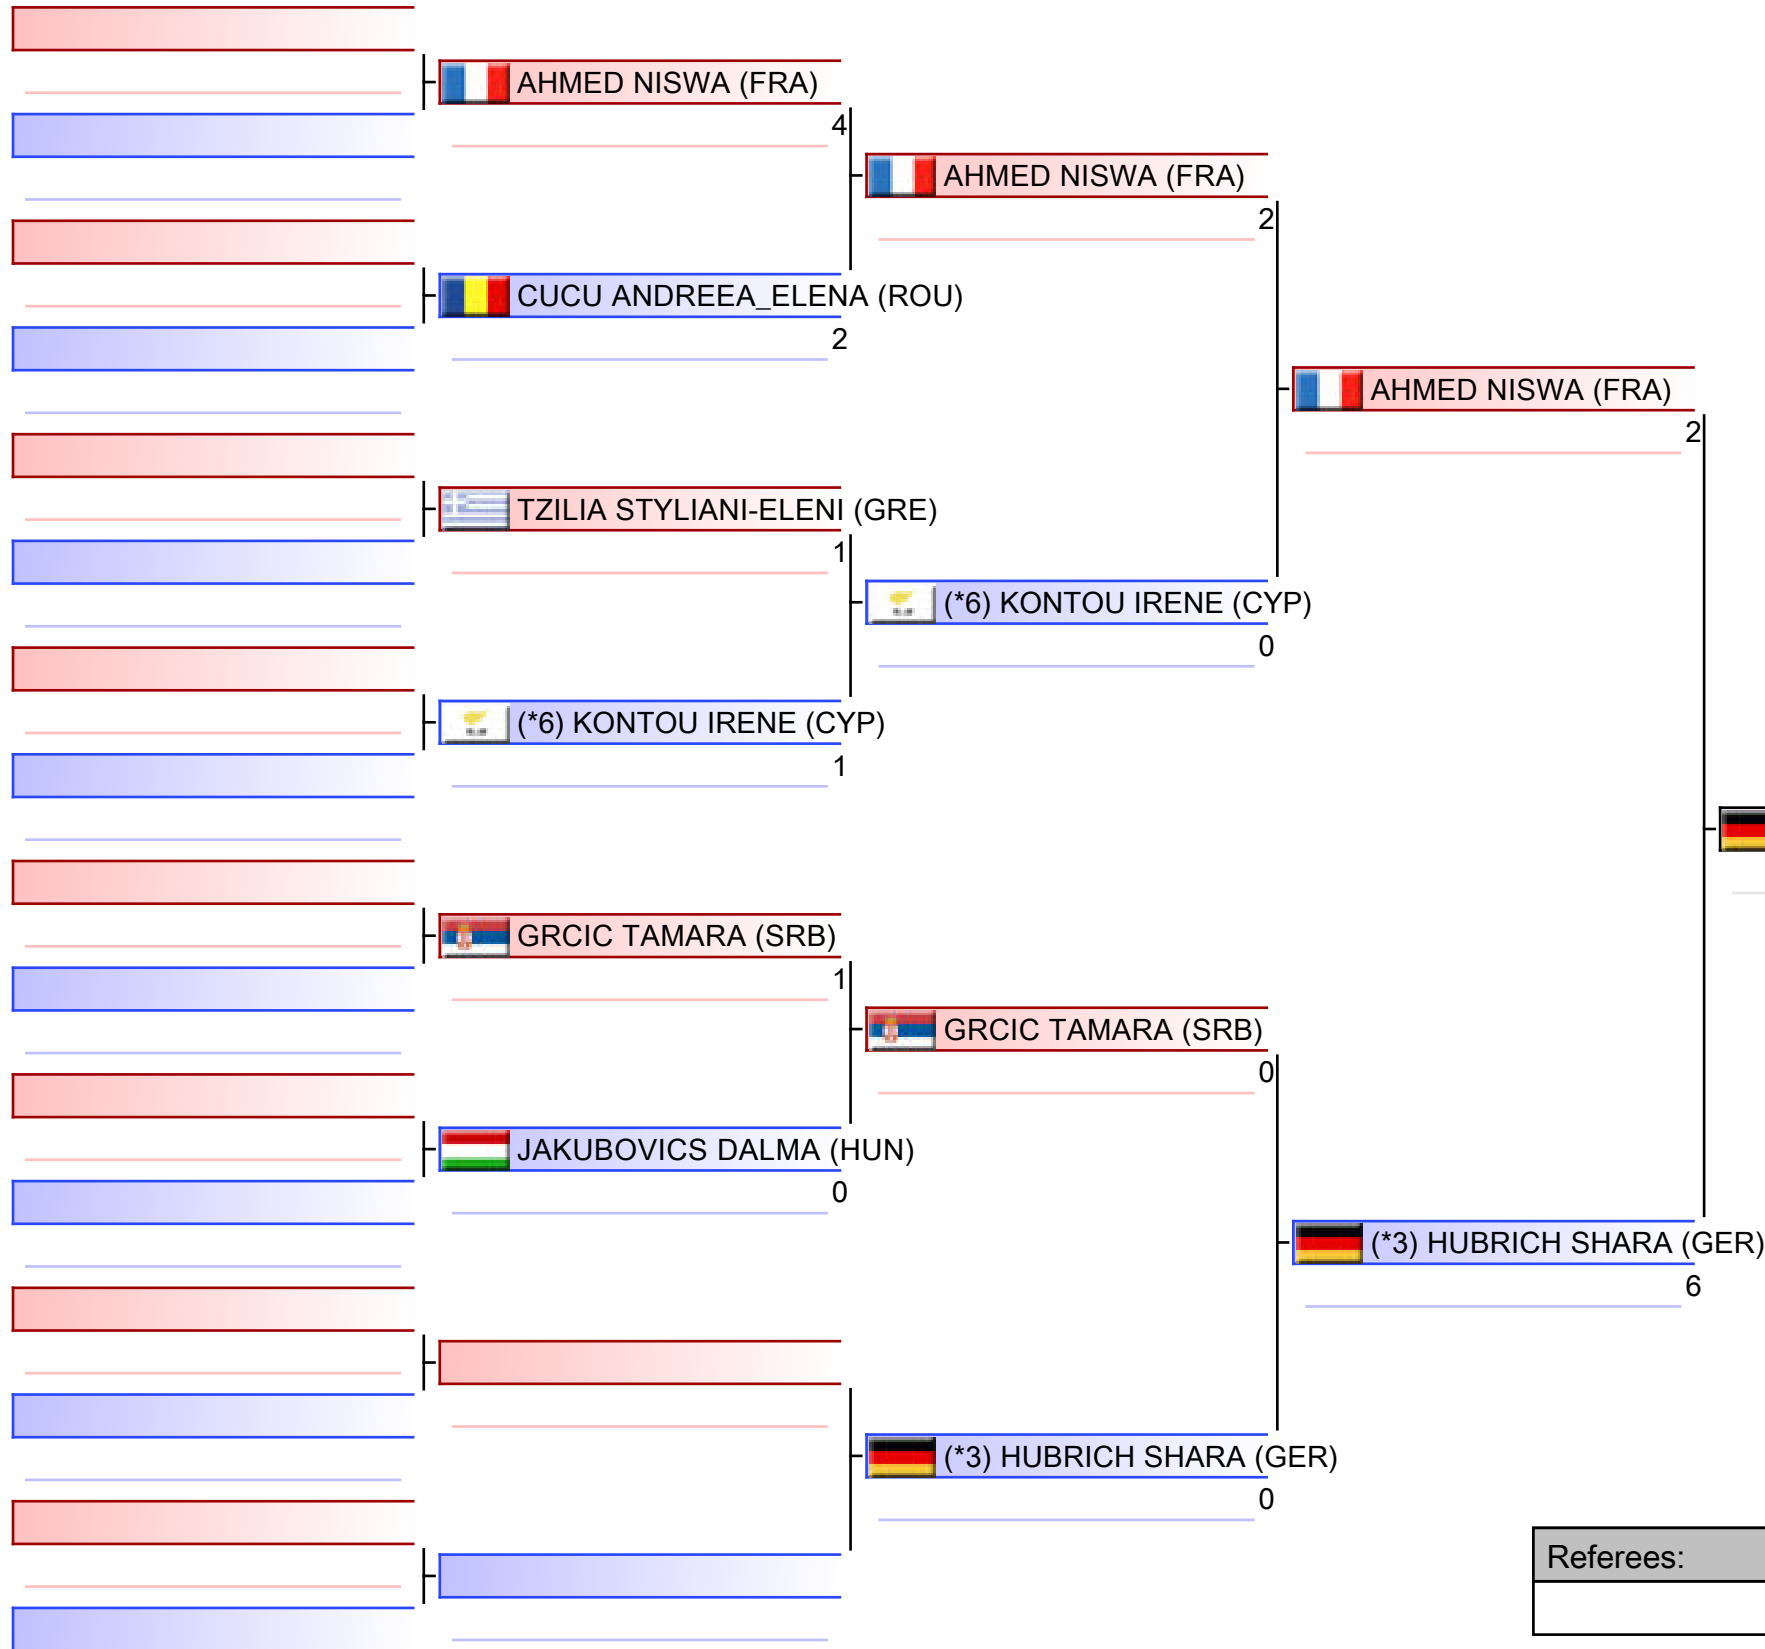 AHMED NISWA (FRA)
4
CUCU ANDREEA_ELENA (ROU)
2
TZILIA STYLIANI-ELENI (GRE)
1
(*6) KONTOU IRENE (CYP)
1
GRCIC TAMARA (SRB)
1
JAKUBOVICS DALMA (HUN)
0
AHMED NISWA (FRA)
2
(*6) KONTOU IRENE (CYP)
0
GRCIC TAMARA (SRB)
0
(*3) HUBRICH SHARA (GER)
0
AHMED NISWA (FRA)
2
(*3) HUBRICH SHARA (GER)
6
Referees: